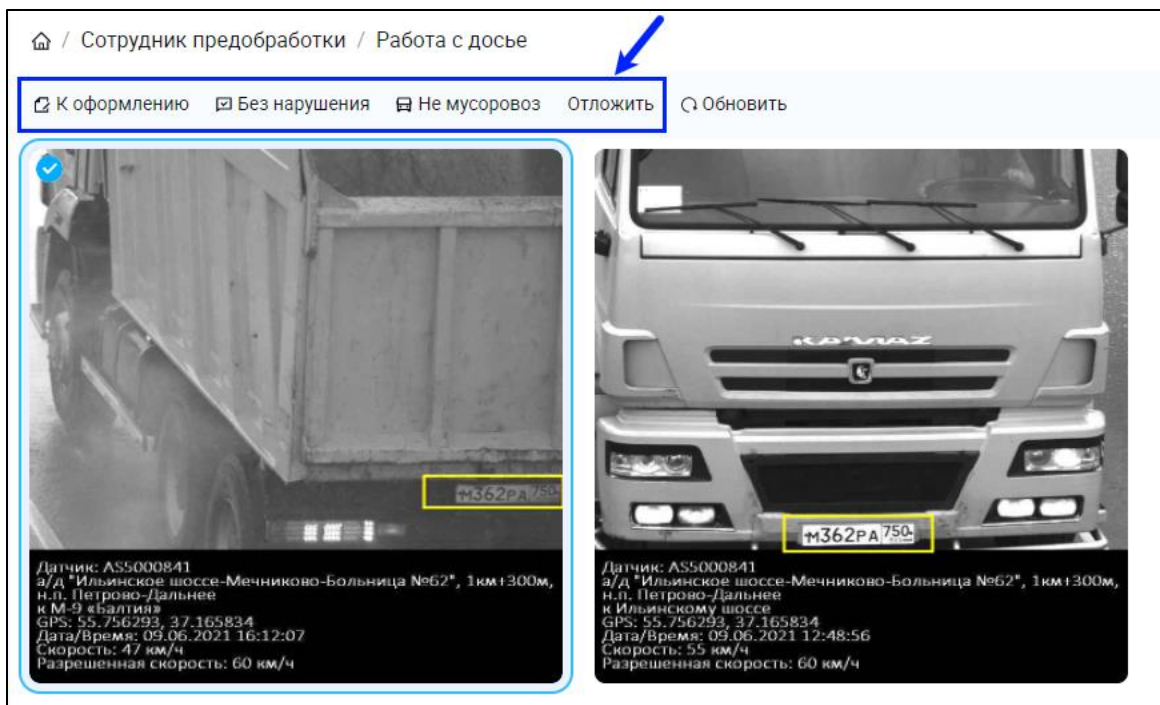 / Сотрудник предобработки / Работа с досье
К оформлению Без нарушения Не мусоровоз Отложить Обновить
КАМАZ
м362РА 750
м362РА 750
Датчик: AS5000841
а/д "Ильинское шоссе-Мечниково-Больница №62", 1км+300м,
н.п. Петрово-Дальнее
к М-9 «Балтия»
GPS: 55.756293, 37.165834
Дата/Время: 09.06.2021 16:12:07
Скорость: 47 км/ч
Разрешенная скорость: 60 км/ч
Датчик: AS5000841
а/д "Ильинское шоссе-Мечниково-Больница №62", 1км+300м,
н.п. Петрово-Дальнее
к Ильинскому шоссе
GPS: 55.756293, 37.165834
Дата/Время: 09.06.2021 12:48:56
Скорость: 55 км/ч
Разрешенная скорость: 60 км/ч